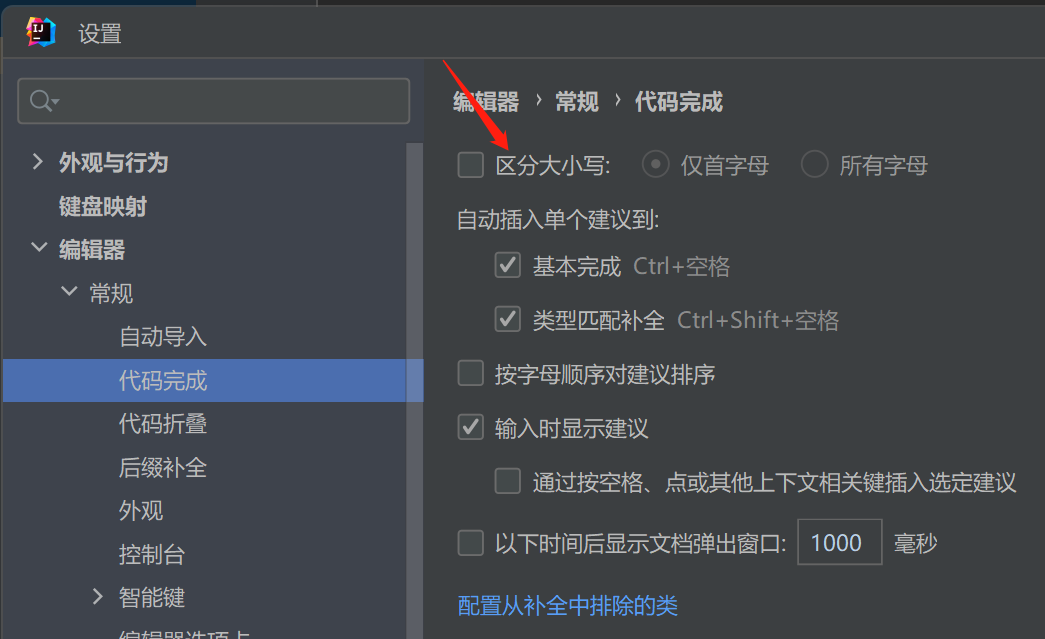 IJ
设置
外观与行为
键盘映射
编辑器
常规
自动导入
代码完成
代码折叠
后缀补全
外观
控制台
智能键
编辑器选项卡
编辑器 › 常规 › 代码完成
区分大小写: 仅首字母 所有字母
自动插入单个建议到:
基本完成 Ctrl+空格
类型匹配补全 Ctrl+Shift+空格
按字母顺序对建议排序
输入时显示建议
通过按空格、点或其他上下文相关键插入选定建议
以下时间后显示文档弹出窗口: 1000 毫秒
配置从补全中排除的类